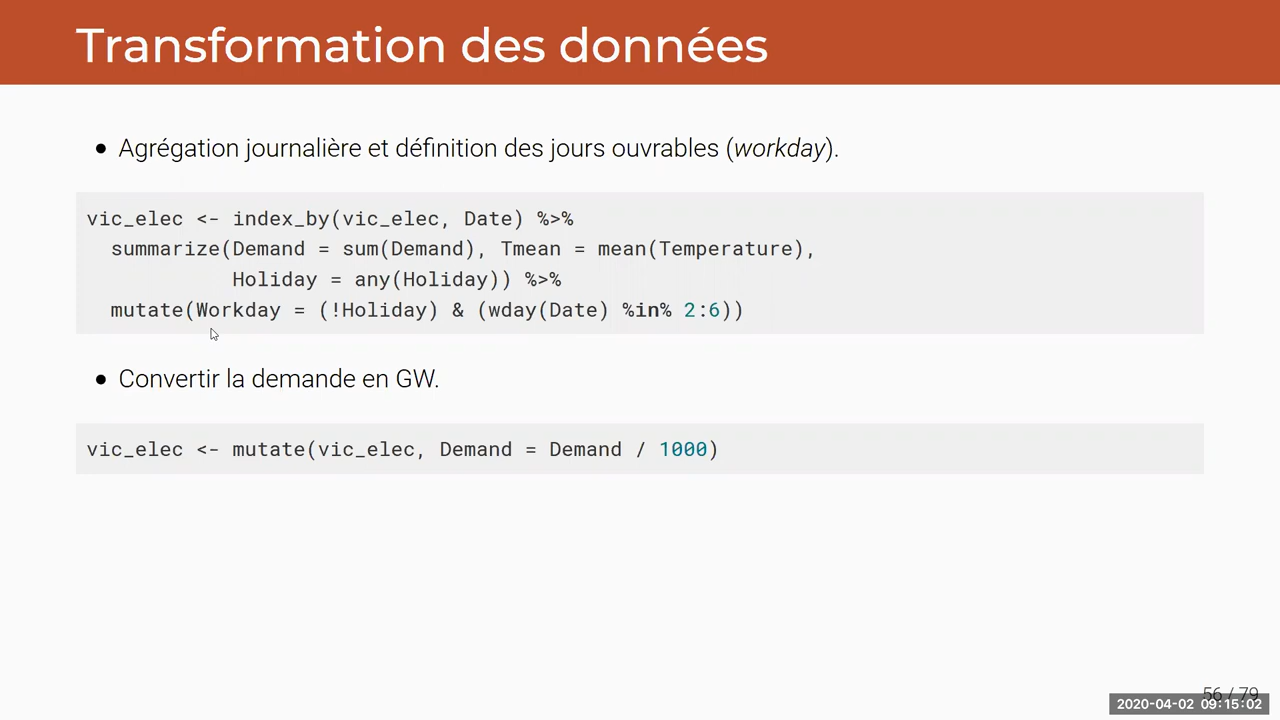 Transformation des données
• Agrégation journalière et définition des jours ouvrables (workday).
vic_elec <- index_by(vic_elec, Date) %>%
  summarize(Demand = sum(Demand), Tmean = mean(Temperature),
            Holiday = any(Holiday)) %>%
  mutate(Workday = (!Holiday) & (wday(Date) %in% 2:6))
• Convertir la demande en GW.
vic_elec <- mutate(vic_elec, Demand = Demand / 1000)
56 / 79
2020-04-02 09:15:02